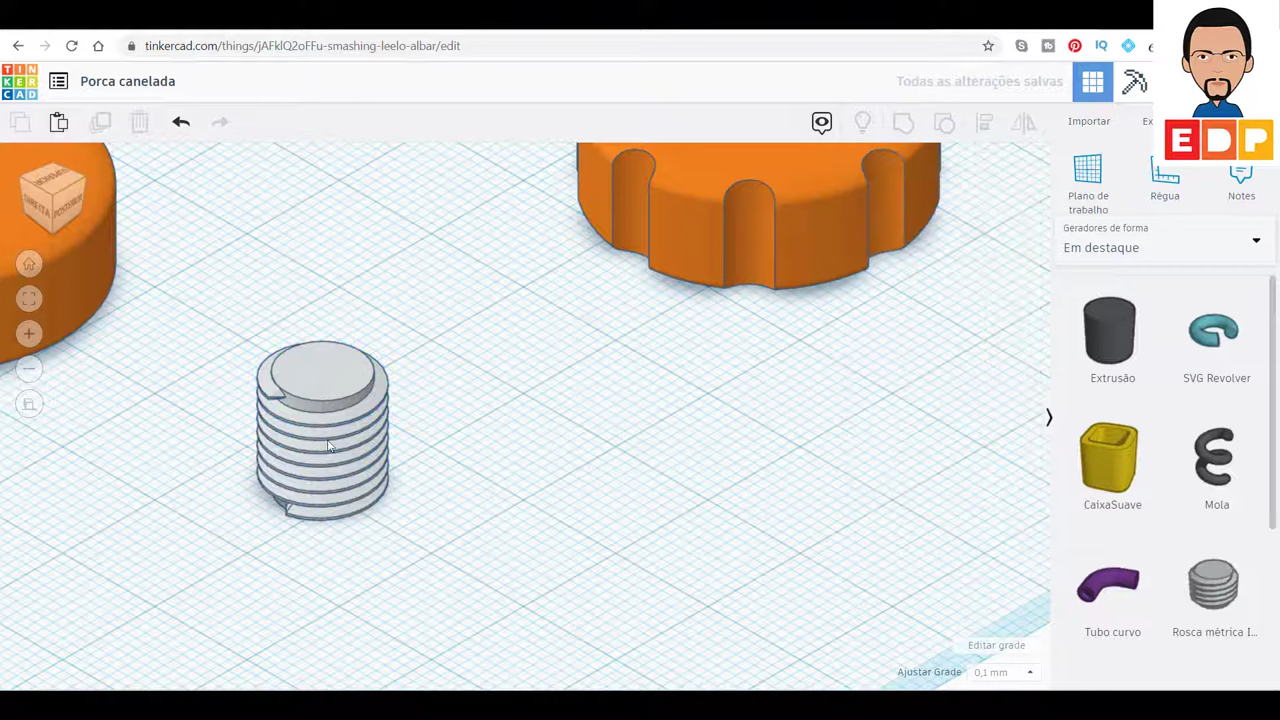 tinkercad.com/things/jAFklQ2oFFu-smashing-leelo-albar/edit
IQ
TIN
KER
CAD
Porca canelada
Todas as alterações salvas
Importar
EDP
Plano de
trabalho
Régua
Notes
Geradores de forma
Em destaque
DIREITA
Extrusão
SVG Revolver
CaixaSuave
Mola
Tubo curvo
Rosca métrica I...
Editar grade
Ajustar Grade
0,1 mm